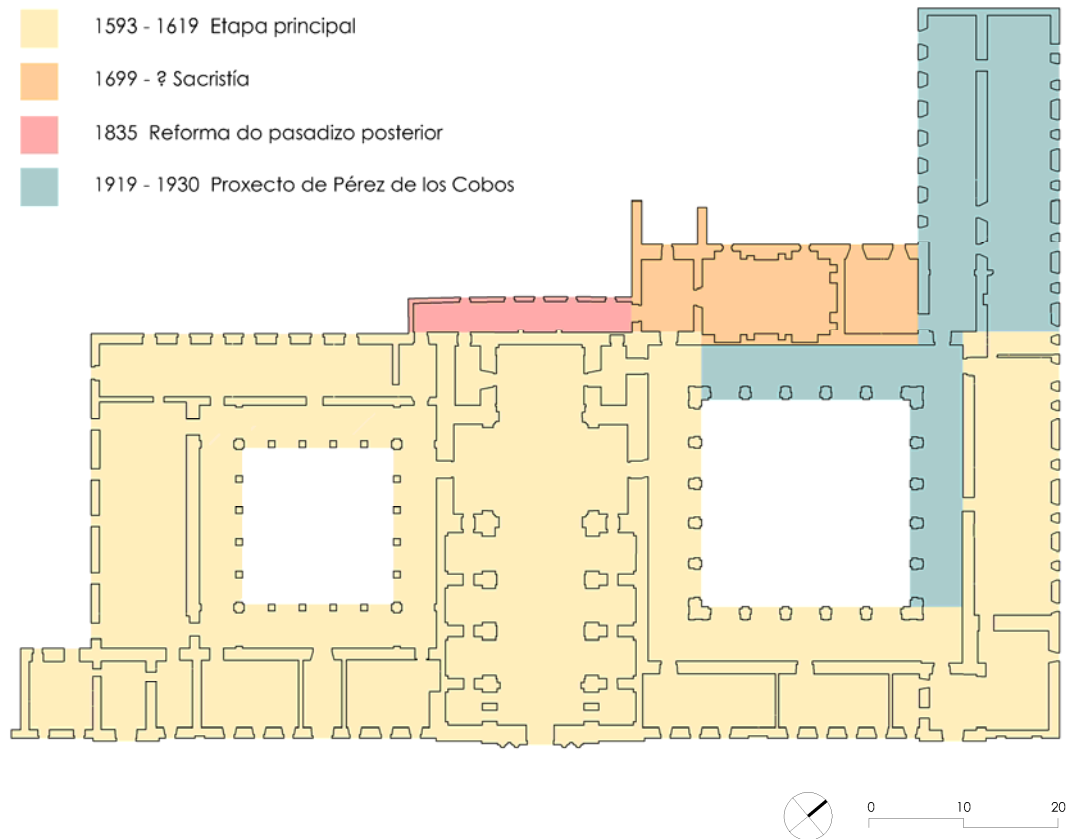 1593 - 1619 Etapa principal
1699 - ? Sacristía
1835 Reforma do pasadizo posterior
1919 - 1930 Proxecto de Pérez de los Cobos
0 10 20